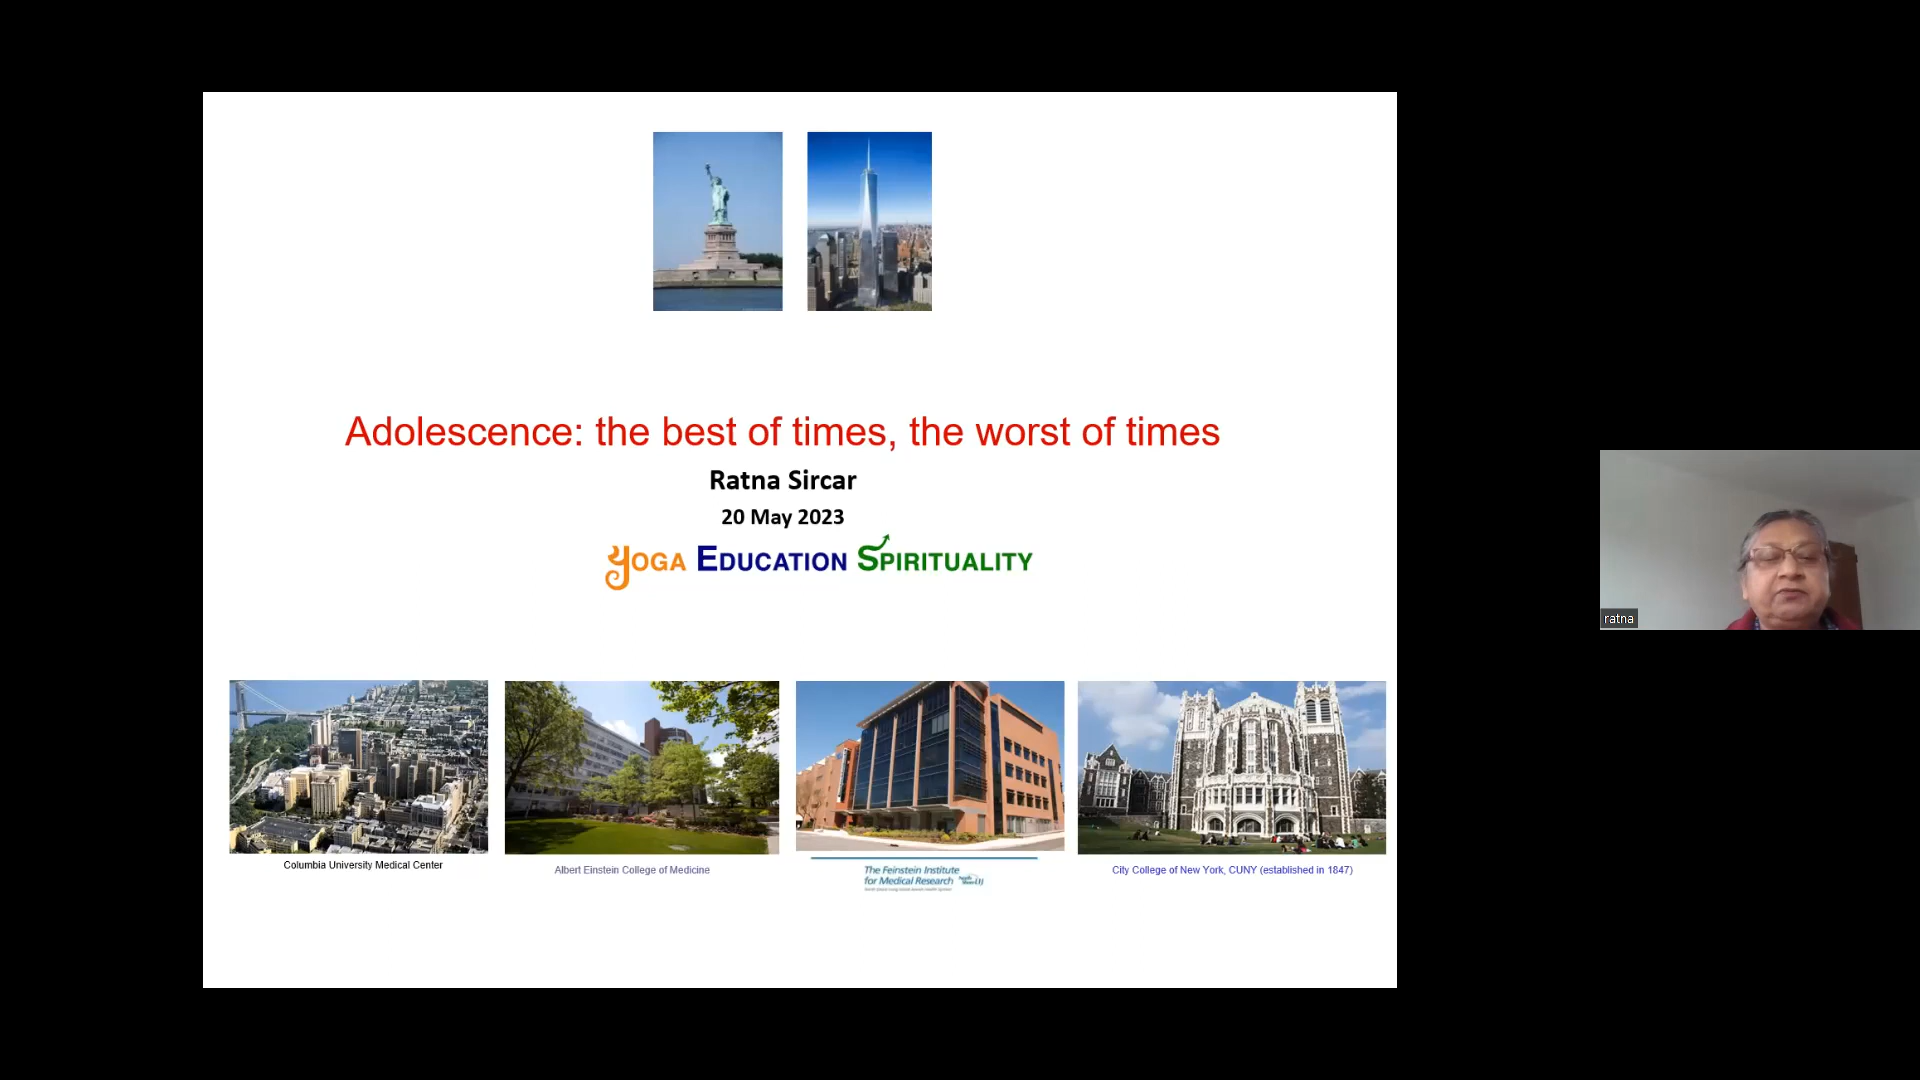 Adolescence: the best of times, the worst of times
Ratna Sircar
20 May 2023
YOGA EDUCATION SPIRITUALITY
ratna
Columbia University Medical Center
Albert Einstein College of Medicine
The Feinstein Institute
for Medical Research
City College of New York, CUNY (established in 1847)